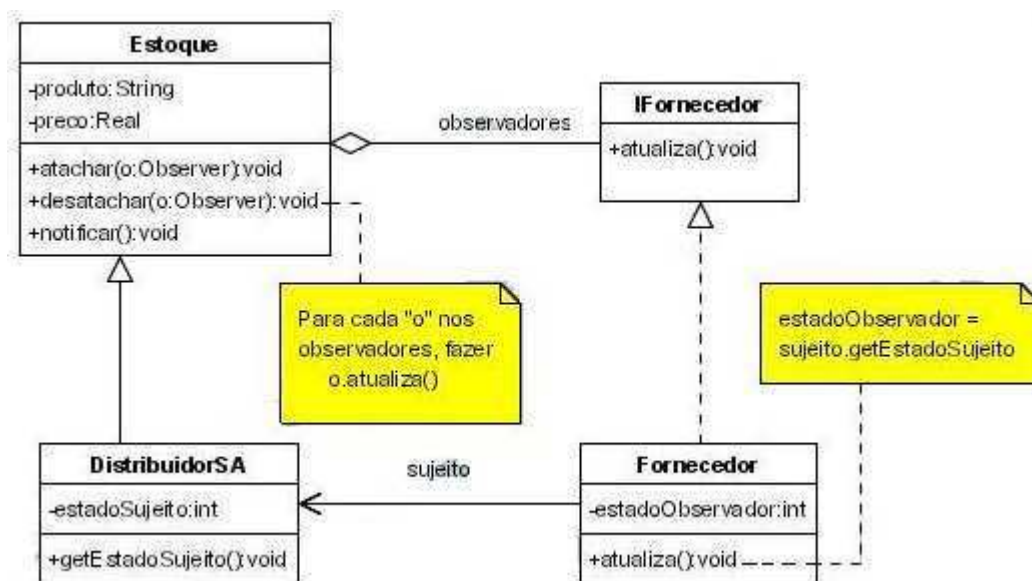 Estoque
-produto:String
-preco:Real
+atachar(o:Observer):void
+desatachar(o:Observer):void
+notificar():void
observadores
IFornecedor
+atualiza():void
Para cada "o" nos
observadores, fazer
o.atualiza()
estadoObservador =
sujeito.getEstadoSujeito
DistribuidorSA
-estadoSujeito:int
+getEstadoSujeito():void
sujeito
Fornecedor
-estadoObservador:int
+atualiza():void